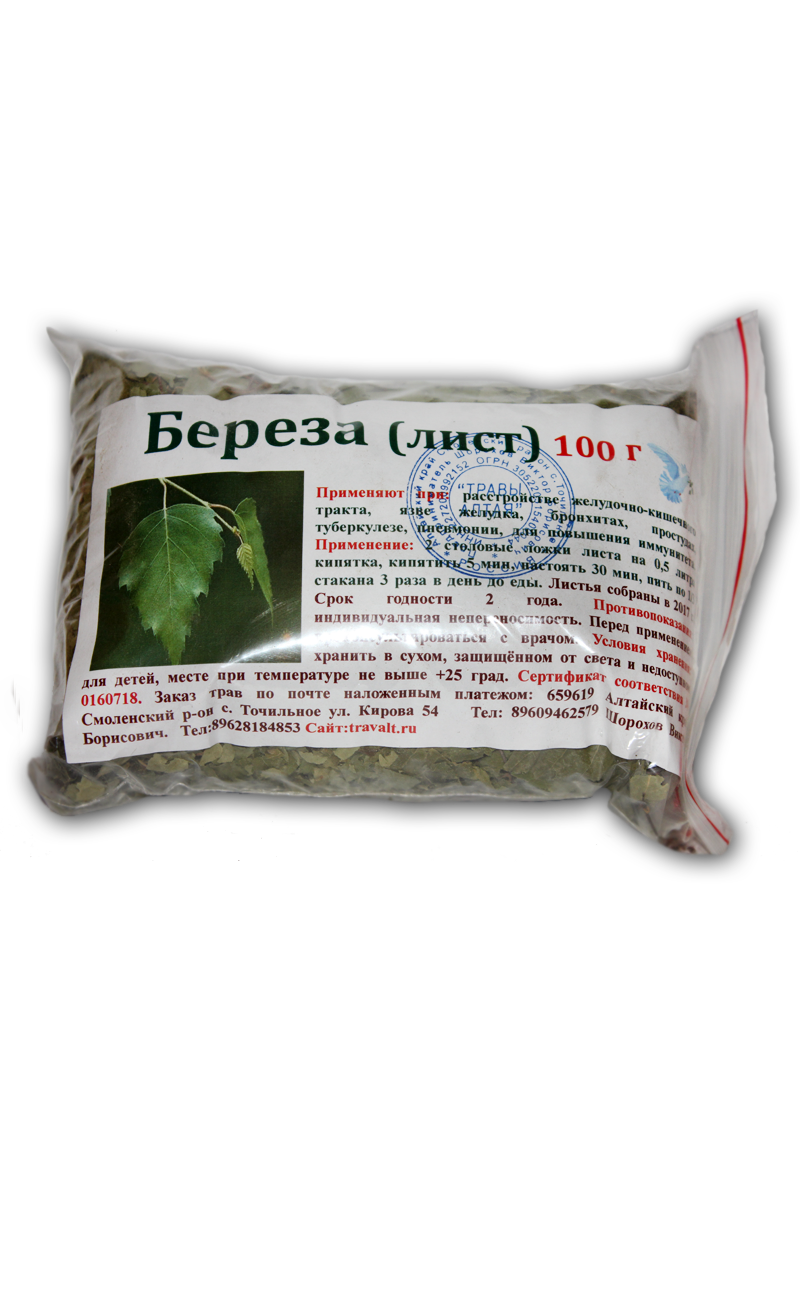 Береза (лист) 100 г
Применяют при: расстройстве желудочно-кишечного
тракта, язве желудка, бронхитах, простудах,
туберкулезе, пневмонии, для повышения иммунитета.
Применение: 2 столовые ложки листа на 0,5 литра
кипятка, кипятить 5 мин, настоять 30 мин, пить по
стакана 3 раза в день до еды. Листья собраны в 2017
Срок годности 2 года. Противопоказания
индивидуальная непереносимость. Перед применением
с врачом. Условия хранения
хранить в сухом, защищённом от света и недоступном
для детей, месте при температуре не выше +25 град. Сертификат соответствия
0160718. Заказ трав по почте наложенным платежом: 659619 Алтайский
Смоленский р-он с. Точильное ул. Кирова 54 Тел: 89609462579 Шорохов
Борисович. Тел:89628184853 Сайт:travalt.ru
"ТРАВЫ
АЛТАЯ"